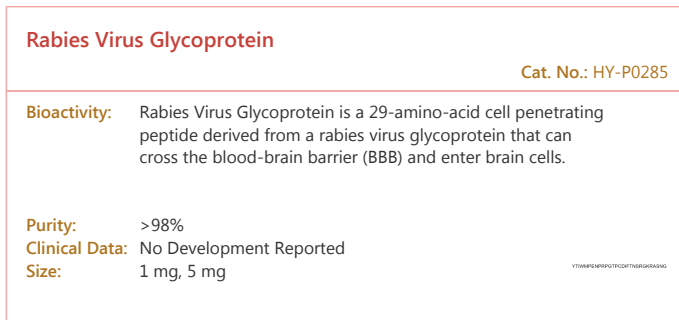 Rabies Virus Glycoprotein
Cat. No.: HY-P0285
Bioactivity: Rabies Virus Glycoprotein is a 29-amino-acid cell penetrating
peptide derived from a rabies virus glycoprotein that can
cross the blood-brain barrier (BBB) and enter brain cells.
Purity: >98%
Clinical Data: No Development Reported
Size: 1 mg, 5 mg
YTIWMPENPRPGTPCDIFTNSRGKRASNG